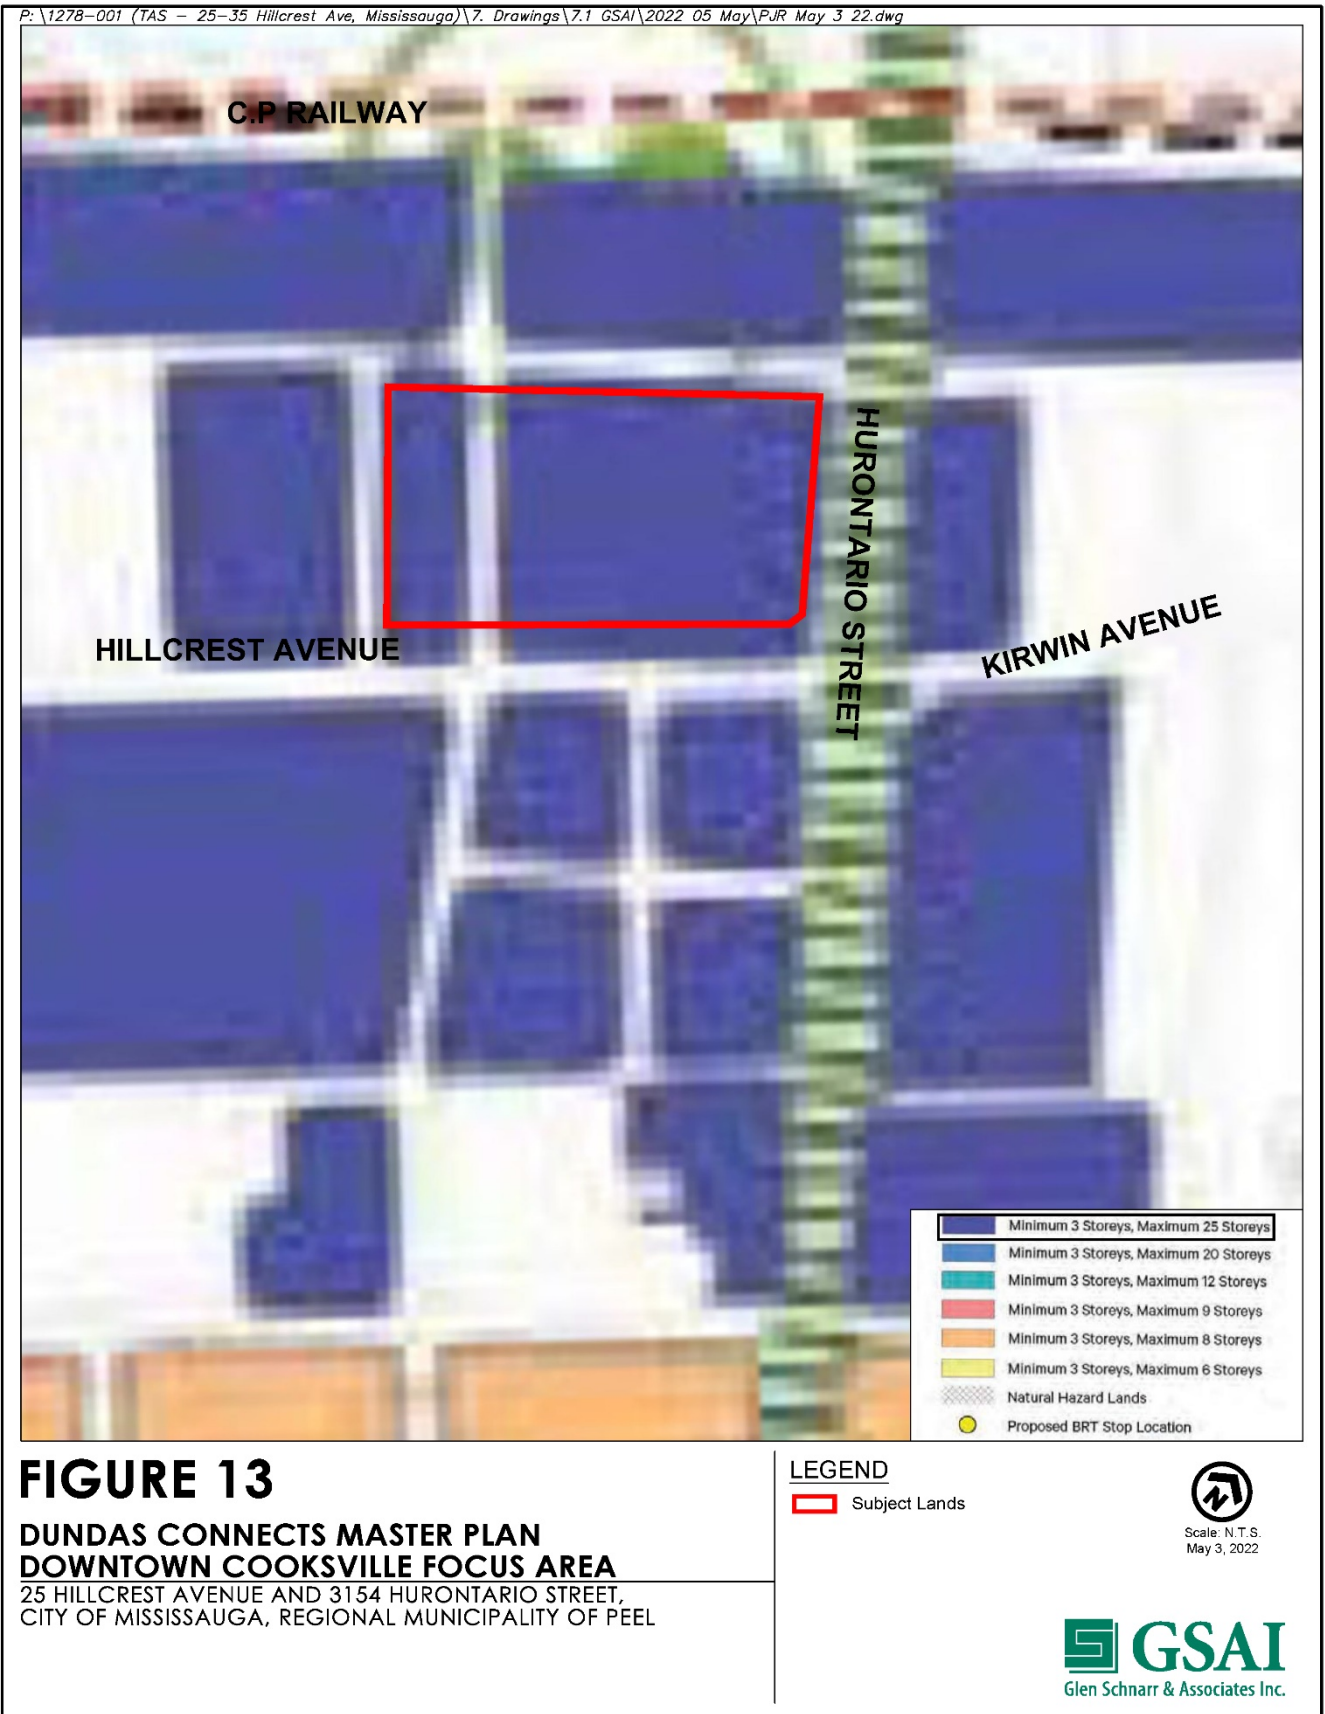 P: \1278-001 (TAS - 25-35 Hillcrest Ave, Mississauga)\7. Drawings\7.1 GSAI\2022 05 May\PJR May 3 22.dwg
C.P RAILWAY
HURONTARIO STREET
HILLCREST AVENUE
KIRWIN AVENUE
Minimum 3 Storeys, Maximum 25 Storeys
Minimum 3 Storeys, Maximum 20 Storeys
Minimum 3 Storeys, Maximum 12 Storeys
Minimum 3 Storeys, Maximum 9 Storeys
Minimum 3 Storeys, Maximum 8 Storeys
Minimum 3 Storeys, Maximum 6 Storeys
Natural Hazard Lands
Proposed BRT Stop Location
FIGURE 13
DUNDAS CONNECTS MASTER PLAN
DOWNTOWN COOKSVILLE FOCUS AREA
25 HILLCREST AVENUE AND 3154 HURONTARIO STREET,
CITY OF MISSISSAUGA, REGIONAL MUNICIPALITY OF PEEL
LEGEND
Subject Lands
N
Scale: N.T.S.
May 3, 2022
GSAI
Glen Schnarr & Associates Inc.